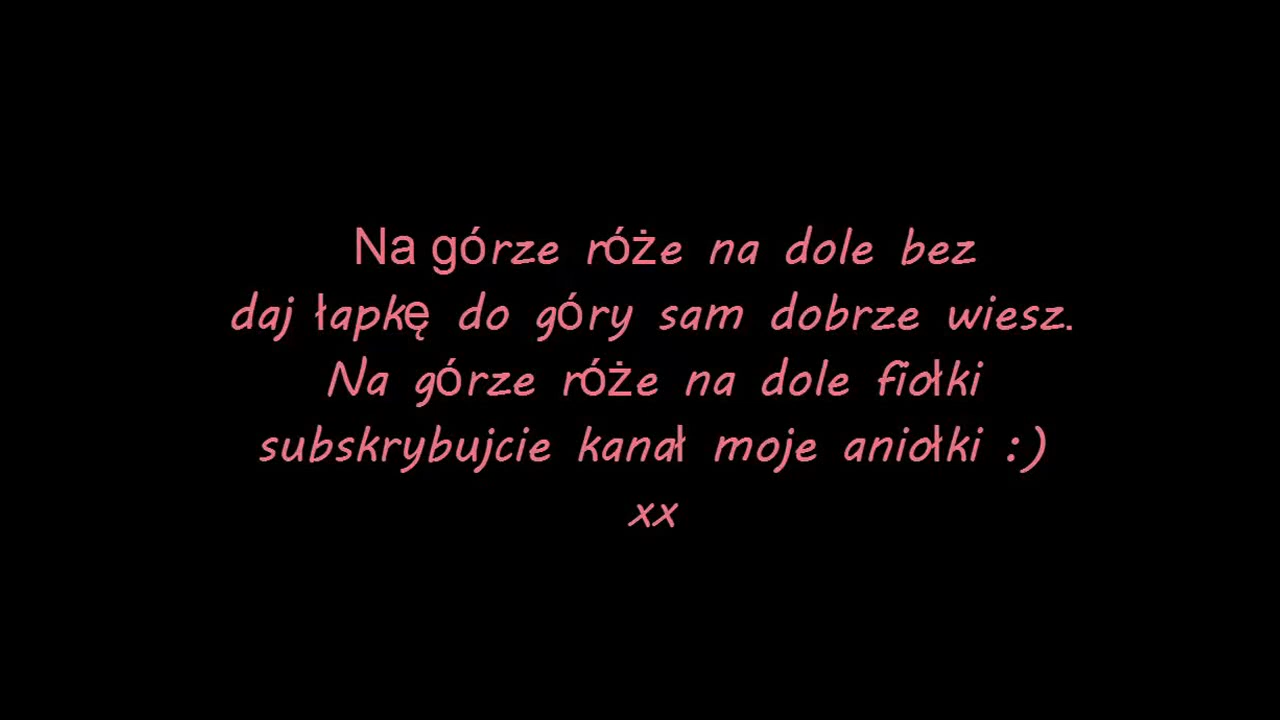 Na górze róże na dole bez
daj łapkę do góry sam dobrze wiesz.
Na górze róże na dole fiołki
subskrybujcie kanał moje aniołki :)
xx